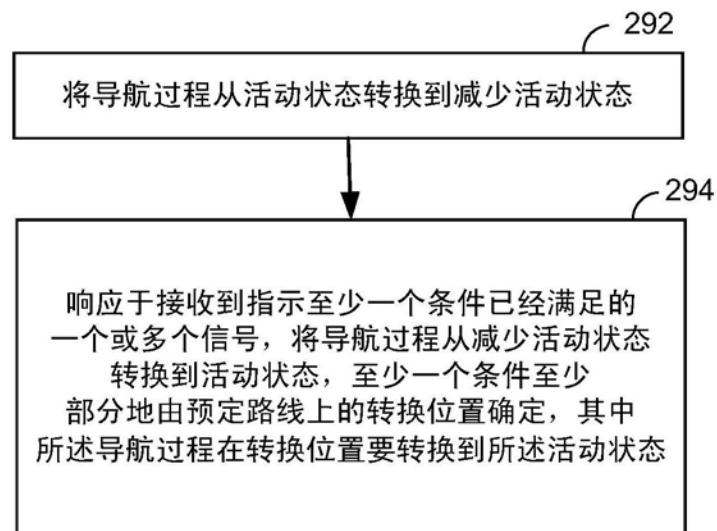 292
将导航过程从活动状态转换到减少活动状态
294
响应于接收到指示至少一个条件已经满足的
一个或多个信号，将导航过程从减少活动状态
转换到活动状态，至少一个条件至少
部分地由预定路线上的转换位置确定，其中
所述导航过程在转换位置要转换到所述活动状态